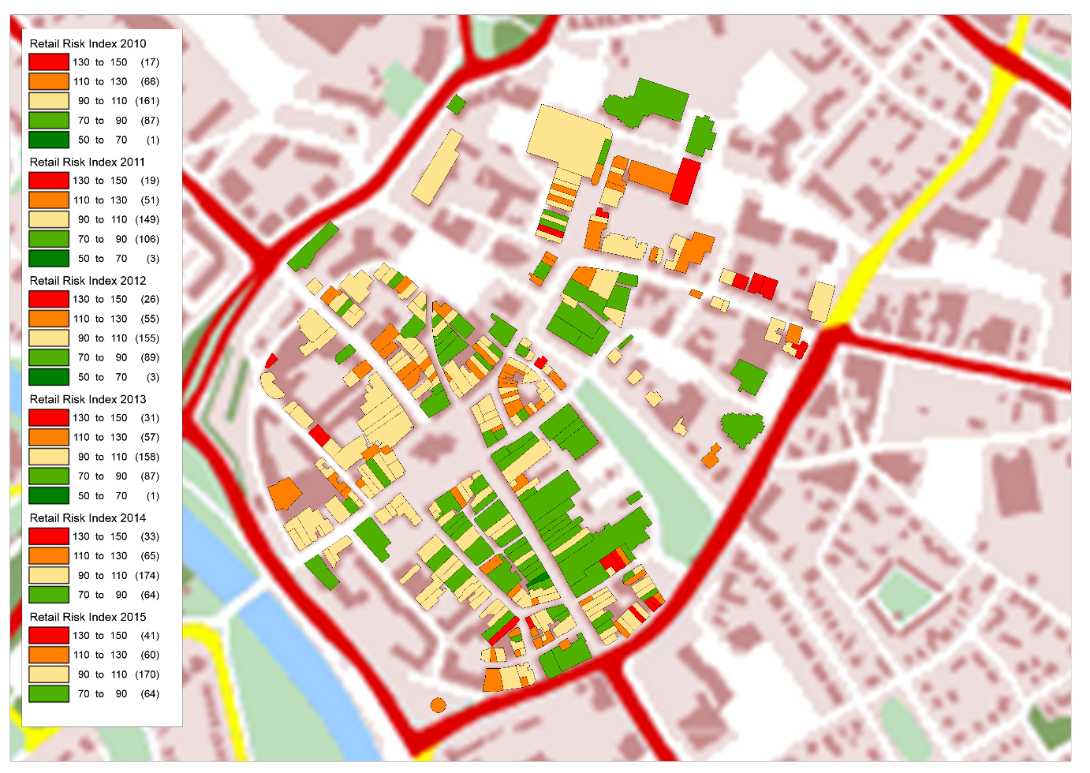 Retail Risk Index 2010
130 to 150 (17)
110 to 130 (66)
90 to 110 (161)
70 to 90 (87)
50 to 70 (1)
Retail Risk Index 2011
130 to 150 (19)
110 to 130 (51)
90 to 110 (149)
70 to 90 (106)
50 to 70 (3)
Retail Risk Index 2012
130 to 150 (26)
110 to 130 (55)
90 to 110 (155)
70 to 90 (89)
50 to 70 (3)
Retail Risk Index 2013
130 to 150 (31)
110 to 130 (57)
90 to 110 (158)
70 to 90 (87)
50 to 70 (1)
Retail Risk Index 2014
130 to 150 (33)
110 to 130 (65)
90 to 110 (174)
70 to 90 (64)
Retail Risk Index 2015
130 to 150 (41)
110 to 130 (60)
90 to 110 (170)
70 to 90 (64)